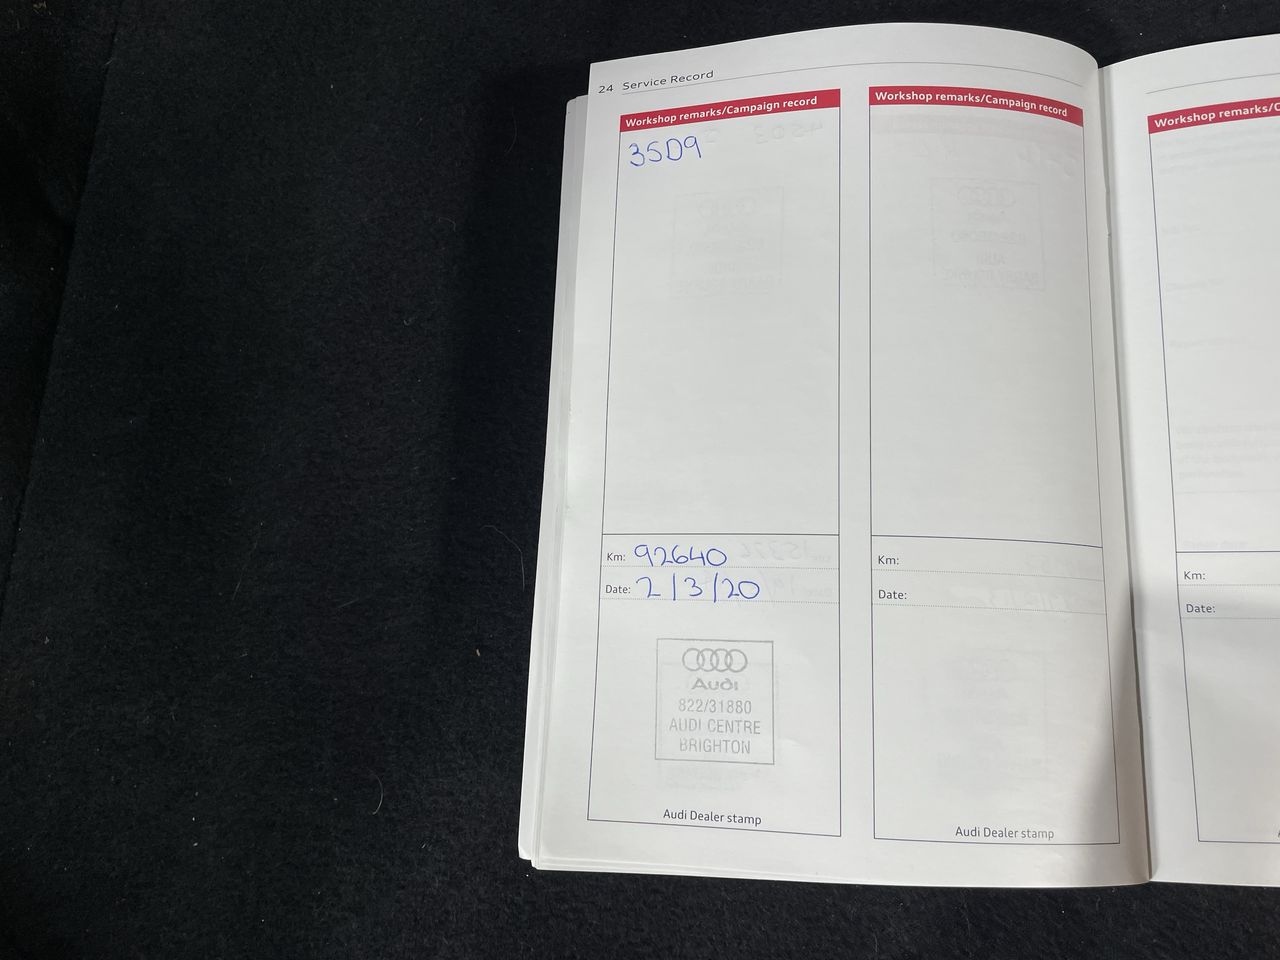 24 Service Record
Workshop remarks/Campaign record
35D9
Km: 92640
Date: 2/3/20
Audi
822/31880
AUDI CENTRE
BRIGHTON
Audi Dealer stamp
Workshop remarks/Campaign record
Km:
Date:
Audi Dealer stamp
Workshop remarks/C
Km:
Date: